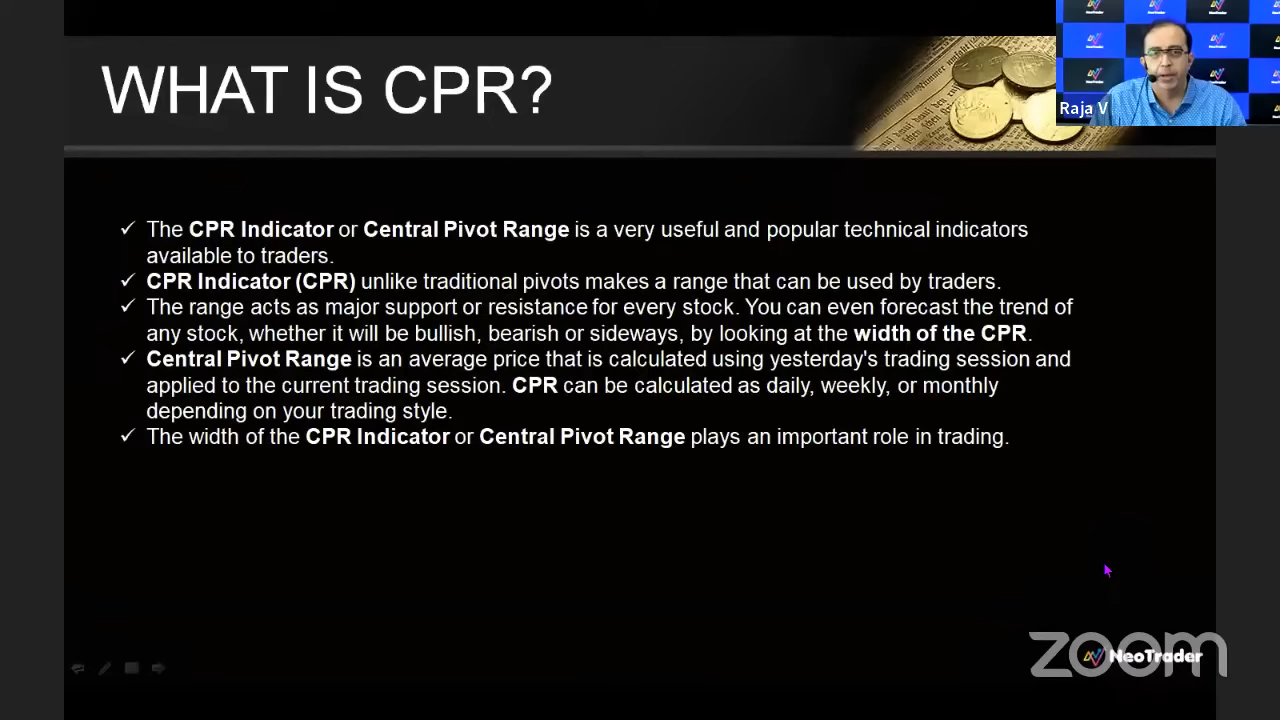 WHAT IS CPR?
Raja V
✓ The CPR Indicator or Central Pivot Range is a very useful and popular technical indicators
available to traders.
✓ CPR Indicator (CPR) unlike traditional pivots makes a range that can be used by traders.
✓ The range acts as major support or resistance for every stock. You can even forecast the trend of
any stock, whether it will be bullish, bearish or sideways, by looking at the width of the CPR.
✓ Central Pivot Range is an average price that is calculated using yesterday's trading session and
applied to the current trading session. CPR can be calculated as daily, weekly, or monthly
depending on your trading style.
✓ The width of the CPR Indicator or Central Pivot Range plays an important role in trading.
zoom
NeoTrader